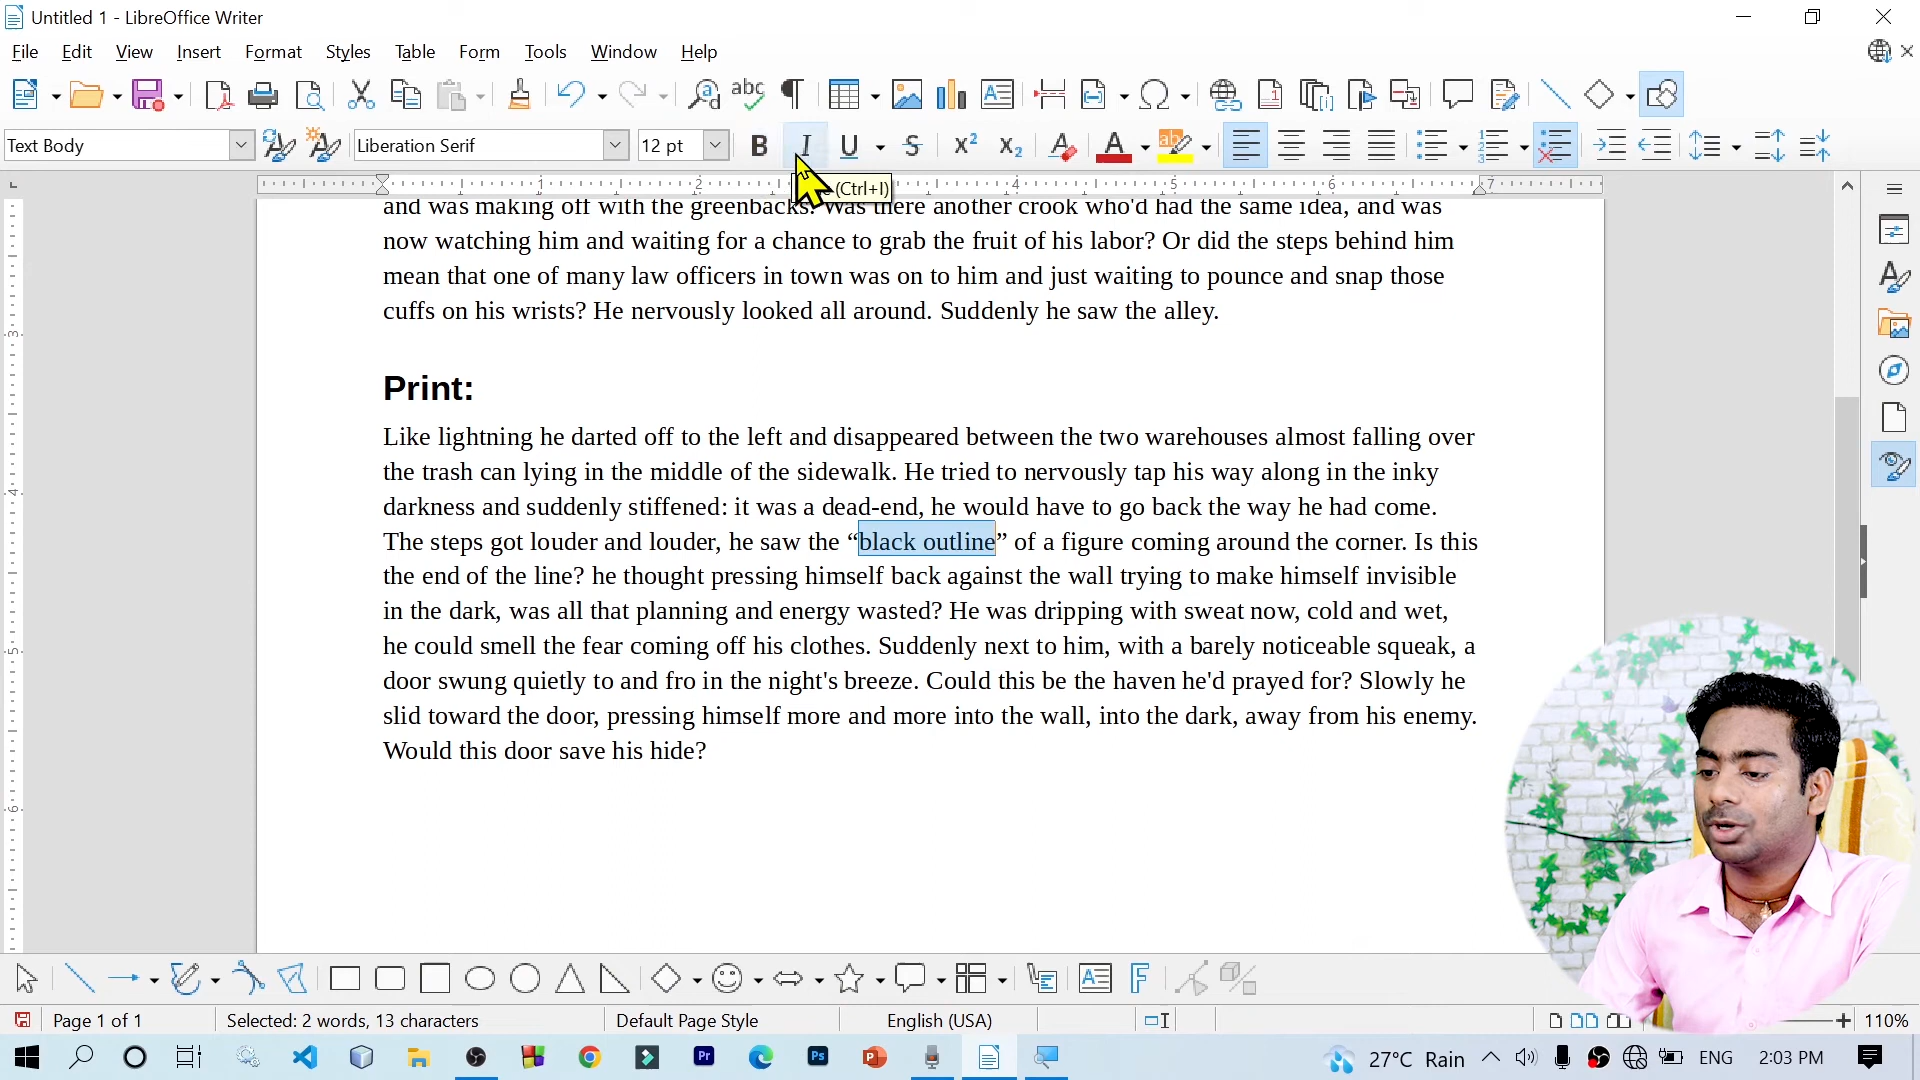 Untitled 1 - LibreOffice Writer
File Edit View Insert Format Styles Table Form Tools Window Help
Text Body Liberation Serif 12 pt
(Ctrl+I)
1 2 4 5 6 7
and was making off with the greenbacks? Was there another crook who'd had the same idea, and was
now watching him and waiting for a chance to grab the fruit of his labor? Or did the steps behind him
mean that one of many law officers in town was on to him and just waiting to pounce and snap those
cuffs on his wrists? He nervously looked all around. Suddenly he saw the alley.
Print:
Like lightning he darted off to the left and disappeared between the two warehouses almost falling over
the trash can lying in the middle of the sidewalk. He tried to nervously tap his way along in the inky
darkness and suddenly stiffened: it was a dead-end, he would have to go back the way he had come.
The steps got louder and louder, he saw the “black outline” of a figure coming around the corner. Is this
the end of the line? he thought pressing himself back against the wall trying to make himself invisible
in the dark, was all that planning and energy wasted? He was dripping with sweat now, cold and wet,
he could smell the fear coming off his clothes. Suddenly next to him, with a barely noticeable squeak, a
door swung quietly to and fro in the night's breeze. Could this be the haven he'd prayed for? Slowly he
slid toward the door, pressing himself more and more into the wall, into the dark, away from his enemy.
Would this door save his hide?
Page 1 of 1 Selected: 2 words, 13 characters Default Page Style English (USA) 110%
27°C Rain ENG 2:03 PM